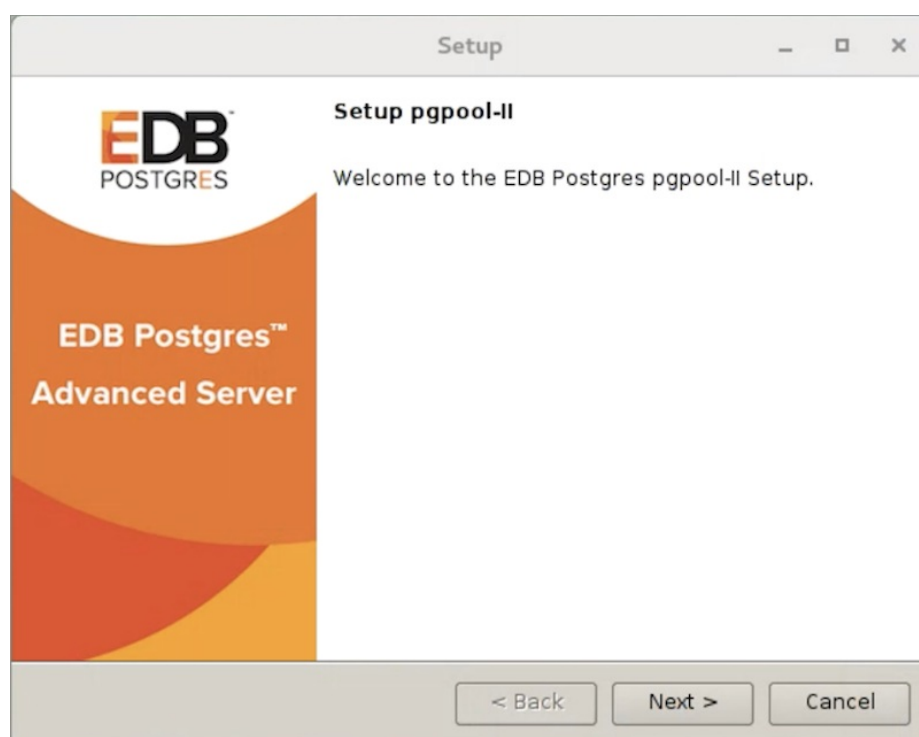 Setup
EDB
POSTGRES
EDB Postgres™
Advanced Server
Setup pgpool-II
Welcome to the EDB Postgres pgpool-II Setup.
< Back
Next >
Cancel